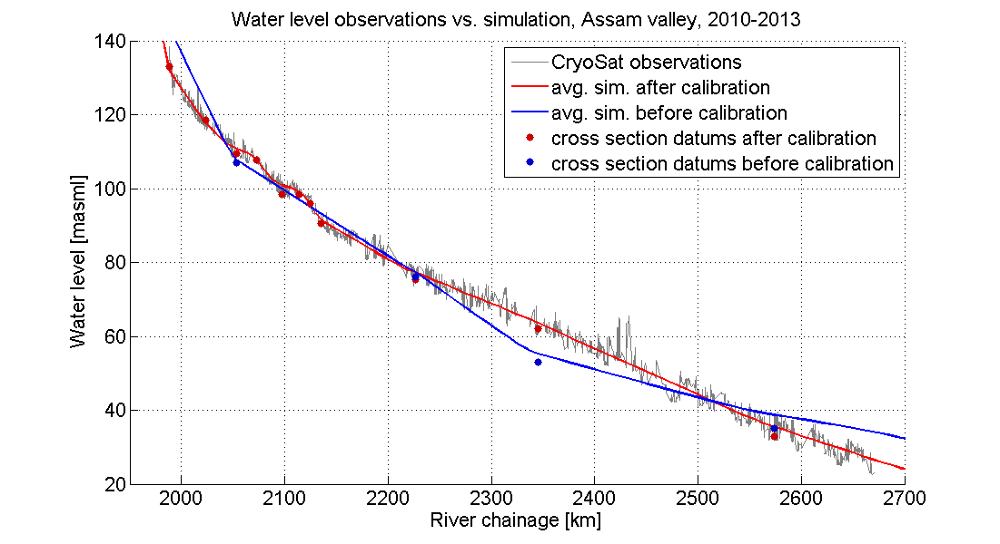 Water level observations vs. simulation, Assam valley, 2010-2013
140
120
100
80
60
40
20
Water level [masml]
CryoSat observations
avg. sim. after calibration
avg. sim. before calibration
cross section datums after calibration
cross section datums before calibration
2000 2100 2200 2300 2400 2500 2600 2700
River chainage [km]